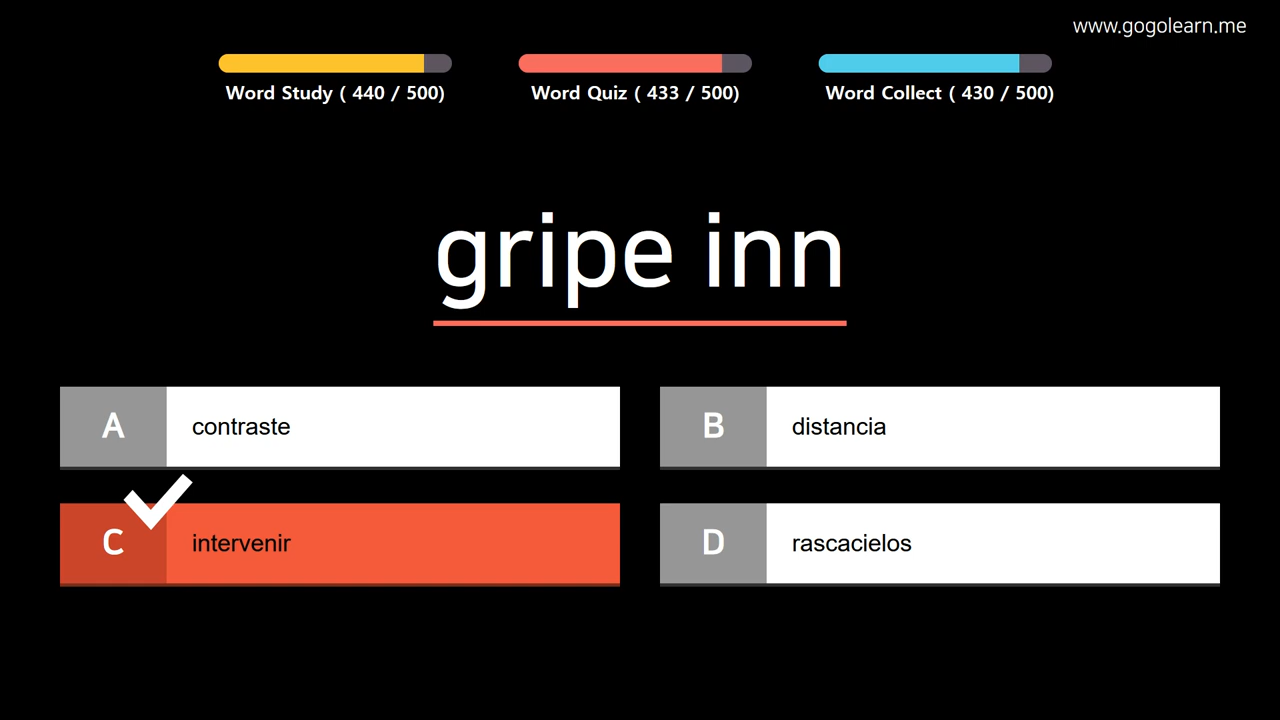 www.gogolearn.me
Word Study ( 440 / 500)
Word Quiz ( 433 / 500)
Word Collect ( 430 / 500)
gripe inn
A contraste
B distancia
C intervenir
D rascacielos